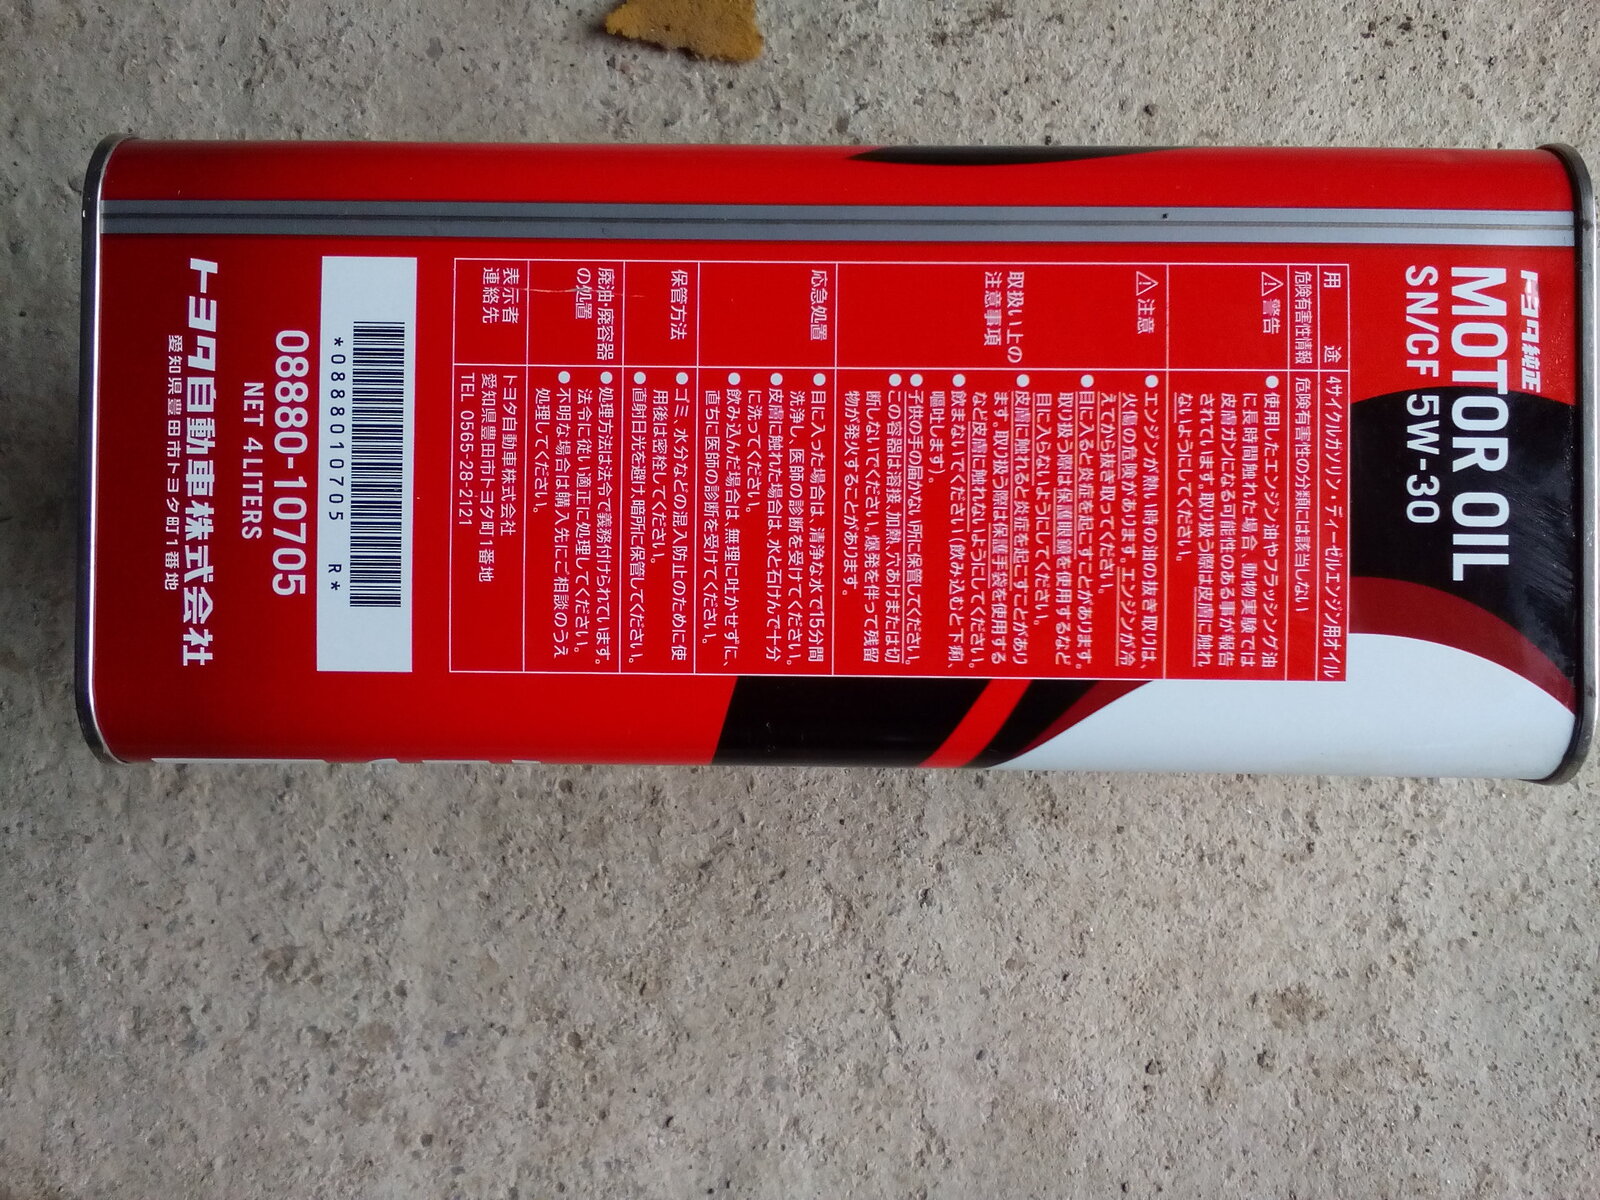 トヨタ純正
MOTOR OIL
SN/CF 5W-30
用 途
4サイクルガソリン・ディーゼルエンジン用オイル
危険有害性情報
危険有害性の分類には該当しない
⚠警告
●使用したエンジン油やフラッシング油
に長時間触れた場合、動物実験では
皮膚ガンになる可能性のある事が報告
されています。取り扱う際は皮膚に触れ
ないようにしてください。
⚠注意
●エンジンが熱い時の油の抜き取りは、
火傷の危険があります。エンジンが冷
えてから抜き取ってください。
●目に入ると炎症を起こすことがあります。
取り扱う際は保護眼鏡を使用するなど
目に入らないようにしてください。
取扱い上の
注意事項
●皮膚に触れると炎症を起こすことがあり
ます。取り扱う際は保護手袋を使用する
など皮膚に触れないようにしてください。
●飲まないでください(飲み込むと下痢、
嘔吐します)。
●子供の手の届かない所に保管してください。
●この容器は溶接、加熱、穴あけまたは切
断しないでください。爆発を伴って残留
物が発火することがあります。
応急処置
●目に入った場合は、清浄な水で15分間
洗浄し、医師の診断を受けてください。
●皮膚に触れた場合は、水と石けんで十分
に洗ってください。
●飲み込んだ場合は、無理に吐かせずに、
直ちに医師の診断を受けてください。
保管方法
●ゴミ、水分などの混入防止のために使
用後は密栓してください。
●直射日光を避け、暗所に保管してください。
廃油・廃容器
の処置
●処理方法は法令で義務付けられています。
法令に従い適正に処理してください。
●不明な場合は購入先にご相談のうえ
処理してください。
表示者
連絡先
トヨタ自動車株式会社
愛知県豊田市トヨタ町1番地
TEL 0565-28-2121
*0888010705 R*
08880-10705
NET 4LITERS
トヨタ自動車株式会社
愛知県豊田市トヨタ町1番地